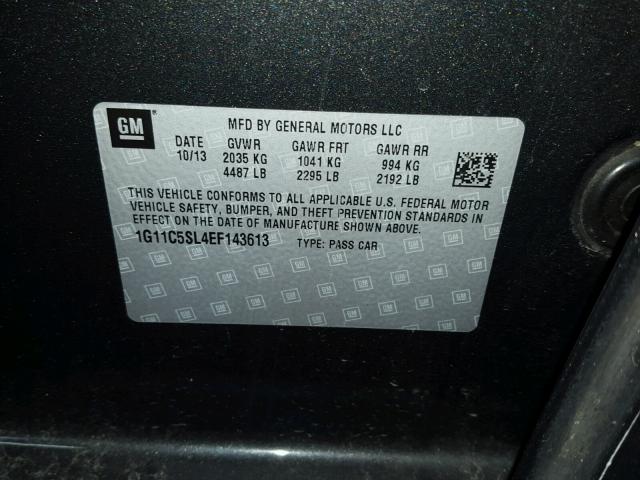 GM
MFD BY GENERAL MOTORS LLC
DATE GVWR GAWR FRT GAWR RR
10/13 2035 KG 1041 KG 994 KG
4487 LB 2295 LB 2192 LB
THIS VEHICLE CONFORMS TO ALL APPLICABLE U.S. FEDERAL MOTOR
VEHICLE SAFETY, BUMPER, AND THEFT PREVENTION STANDARDS IN
EFFECT ON THE DATE OF MANUFACTURE SHOWN ABOVE.
1G11C5SL4EF143613 TYPE: PASS CAR